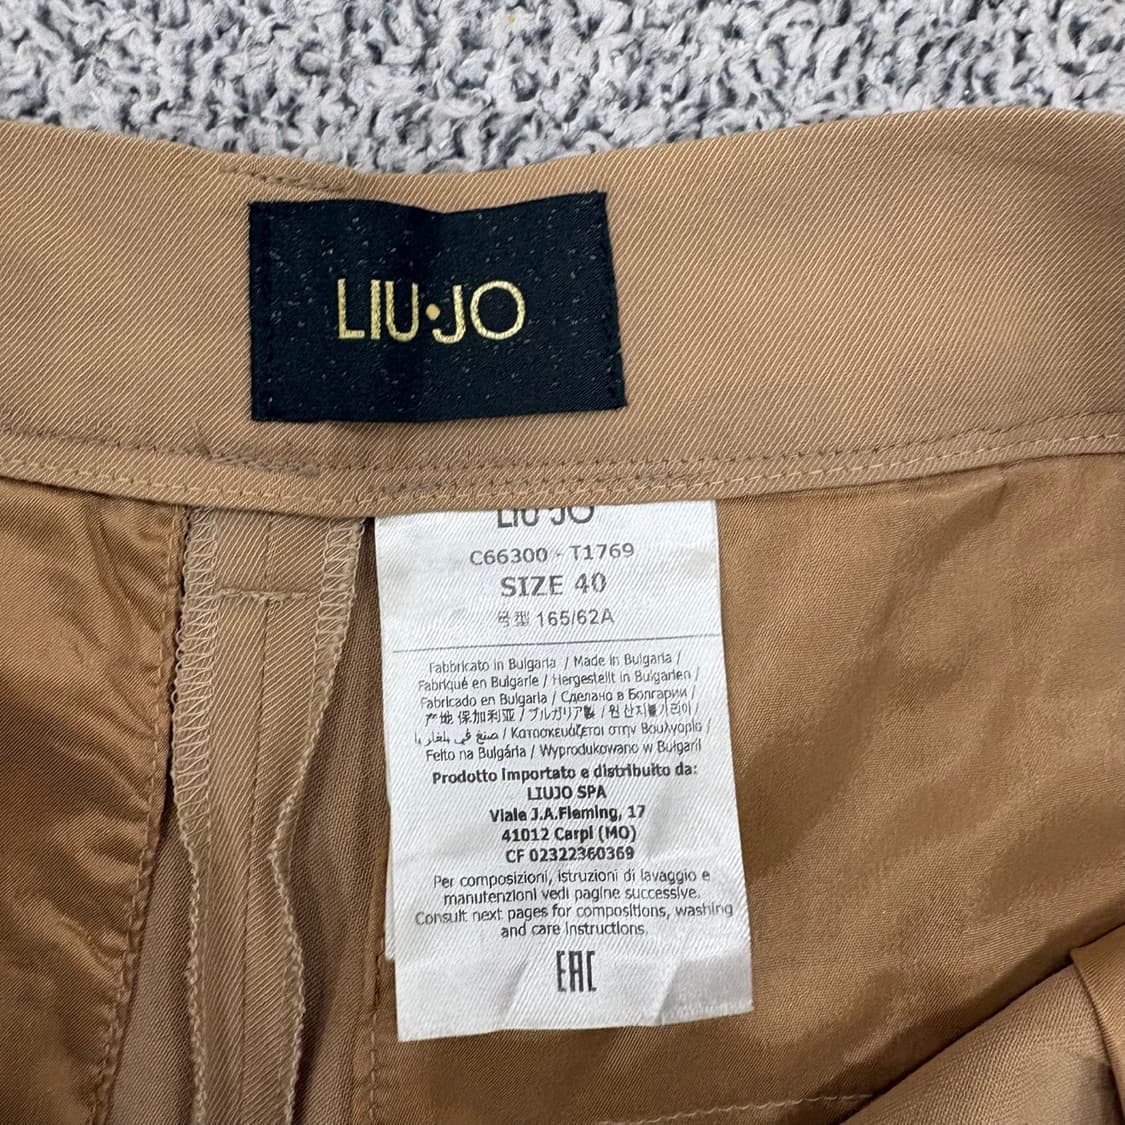 LIU·JO
LIU JO
C66300 - T1769
SIZE 40
号型 165/62A
Fabbricato in Bulgaria / Made in Bulgaria /
Fabriqué en Bulgarie / Hergestellt in Bulgarien /
Fabricado en Bulgaria / Сделано в Болгарии /
产地 保加利亚 / ブルガリア製 / 원산지불가리아 /
صنع في بلغاريا / Κατασκευάζεται στην Βουλγαρία /
Feito na Bulgária / Wyprodukowano w Bułgarii
Prodotto importato e distribuito da:
LIUJO SPA
Viale J.A.Fleming, 17
41012 Carpi (MO)
CF 02322360369
Per composizioni, istruzioni di lavaggio e
manutenzioni vedi pagine successive.
Consult next pages for compositions, washing
and care instructions.
EAC